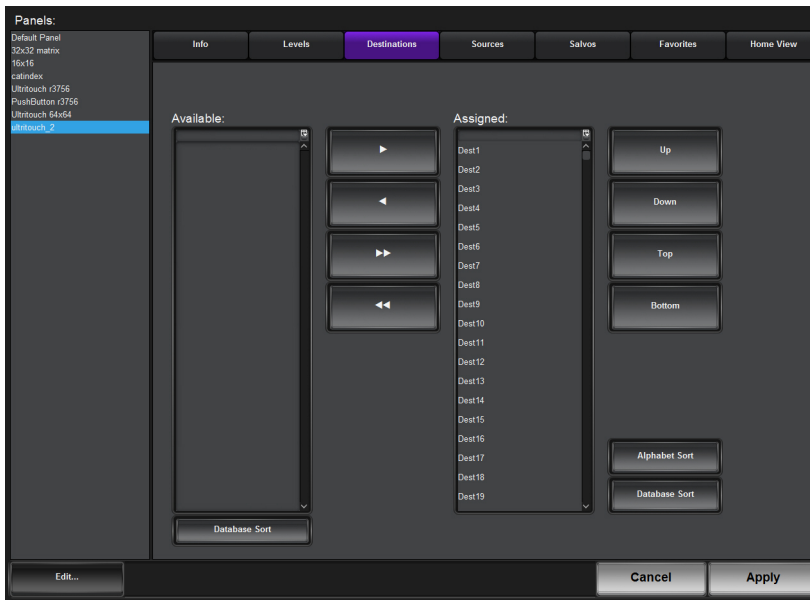 Panels:
Default Panel
32x32 matrix
16x16
catindex
Ultritouch r3756
PushButton r3756
Ultritouch 64x64
ultritouch_2
Info
Levels
Destinations
Sources
Salvos
Favorites
Home View
Available:
Database Sort
Assigned:
Dest1
Dest2
Dest3
Dest4
Dest5
Dest6
Dest7
Dest8
Dest9
Dest10
Dest11
Dest12
Dest13
Dest14
Dest15
Dest16
Dest17
Dest18
Dest19
Up
Down
Top
Bottom
Alphabet Sort
Database Sort
Edit...
Cancel
Apply